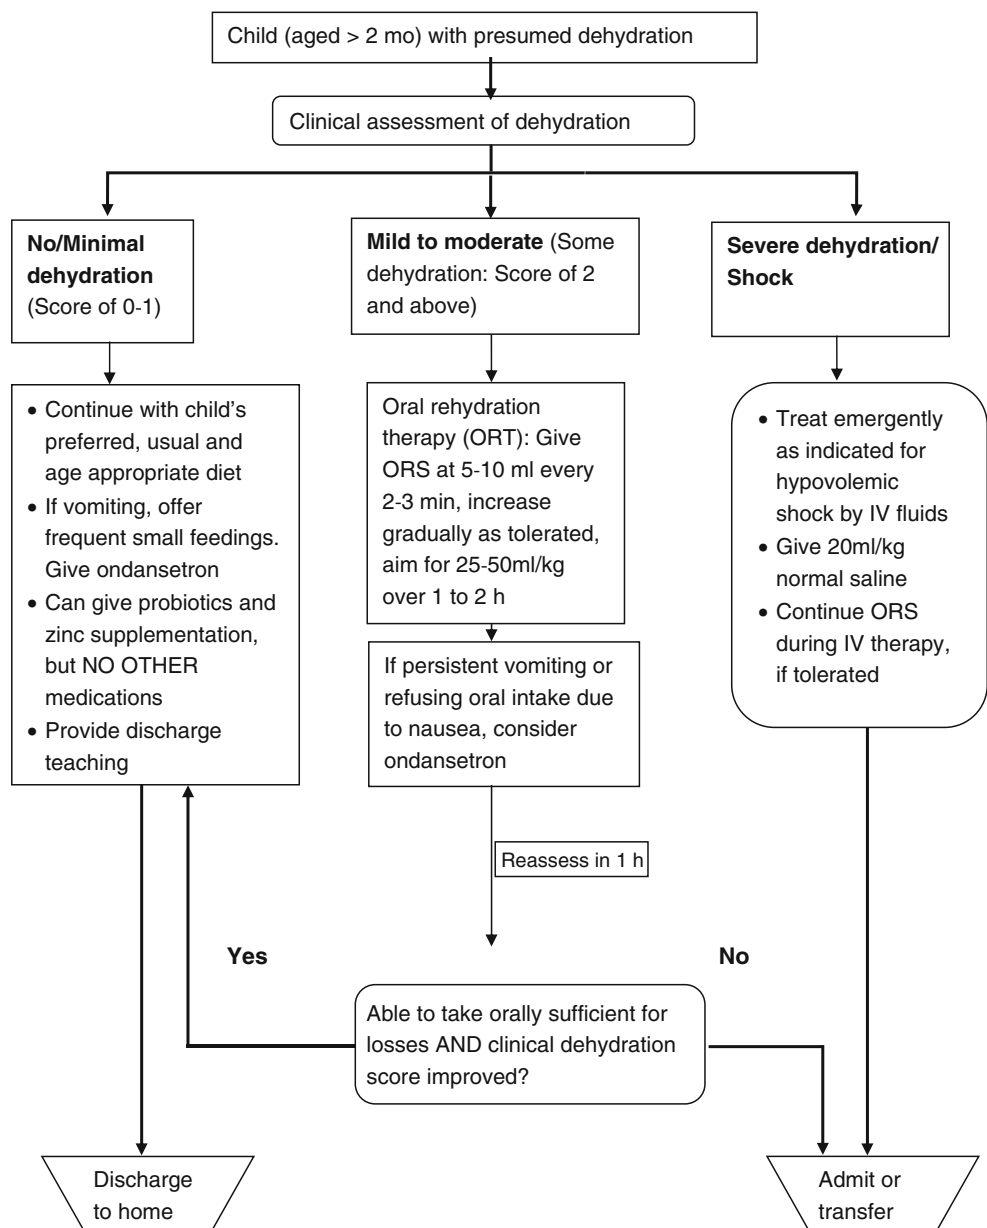 Child (aged > 2 mo) with presumed dehydration
Clinical assessment of dehydration
No/Minimal
dehydration
(Score of 0-1)
Mild to moderate (Some
dehydration: Score of 2
and above)
Severe dehydration/
Shock
• Continue with child's
preferred, usual and
age appropriate diet
• If vomiting, offer
frequent small feedings.
Give ondansetron
• Can give probiotics and
zinc supplementation,
but NO OTHER
medications
• Provide discharge
teaching
Oral rehydration
therapy (ORT): Give
ORS at 5-10 ml every
2-3 min, increase
gradually as tolerated,
aim for 25-50ml/kg
over 1 to 2 h
If persistent vomiting or
refusing oral intake due
to nausea, consider
ondansetron
• Treat emergently
as indicated for
hypovolemic
shock by IV fluids
• Give 20ml/kg
normal saline
• Continue ORS
during IV therapy,
if tolerated
Reassess in 1 h
Yes
No
Able to take orally sufficient for
losses AND clinical dehydration
score improved?
Discharge
to home
Admit or
transfer